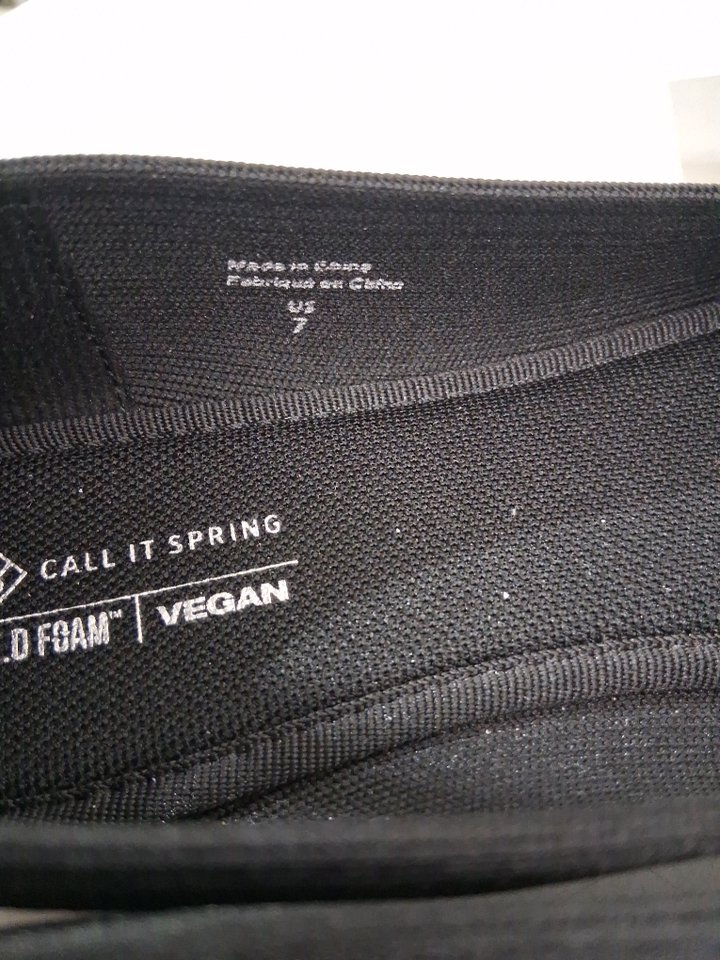 Made in China
Fabriqué en Chine
US
7
CALL IT SPRING
.D FOAM™ | VEGAN